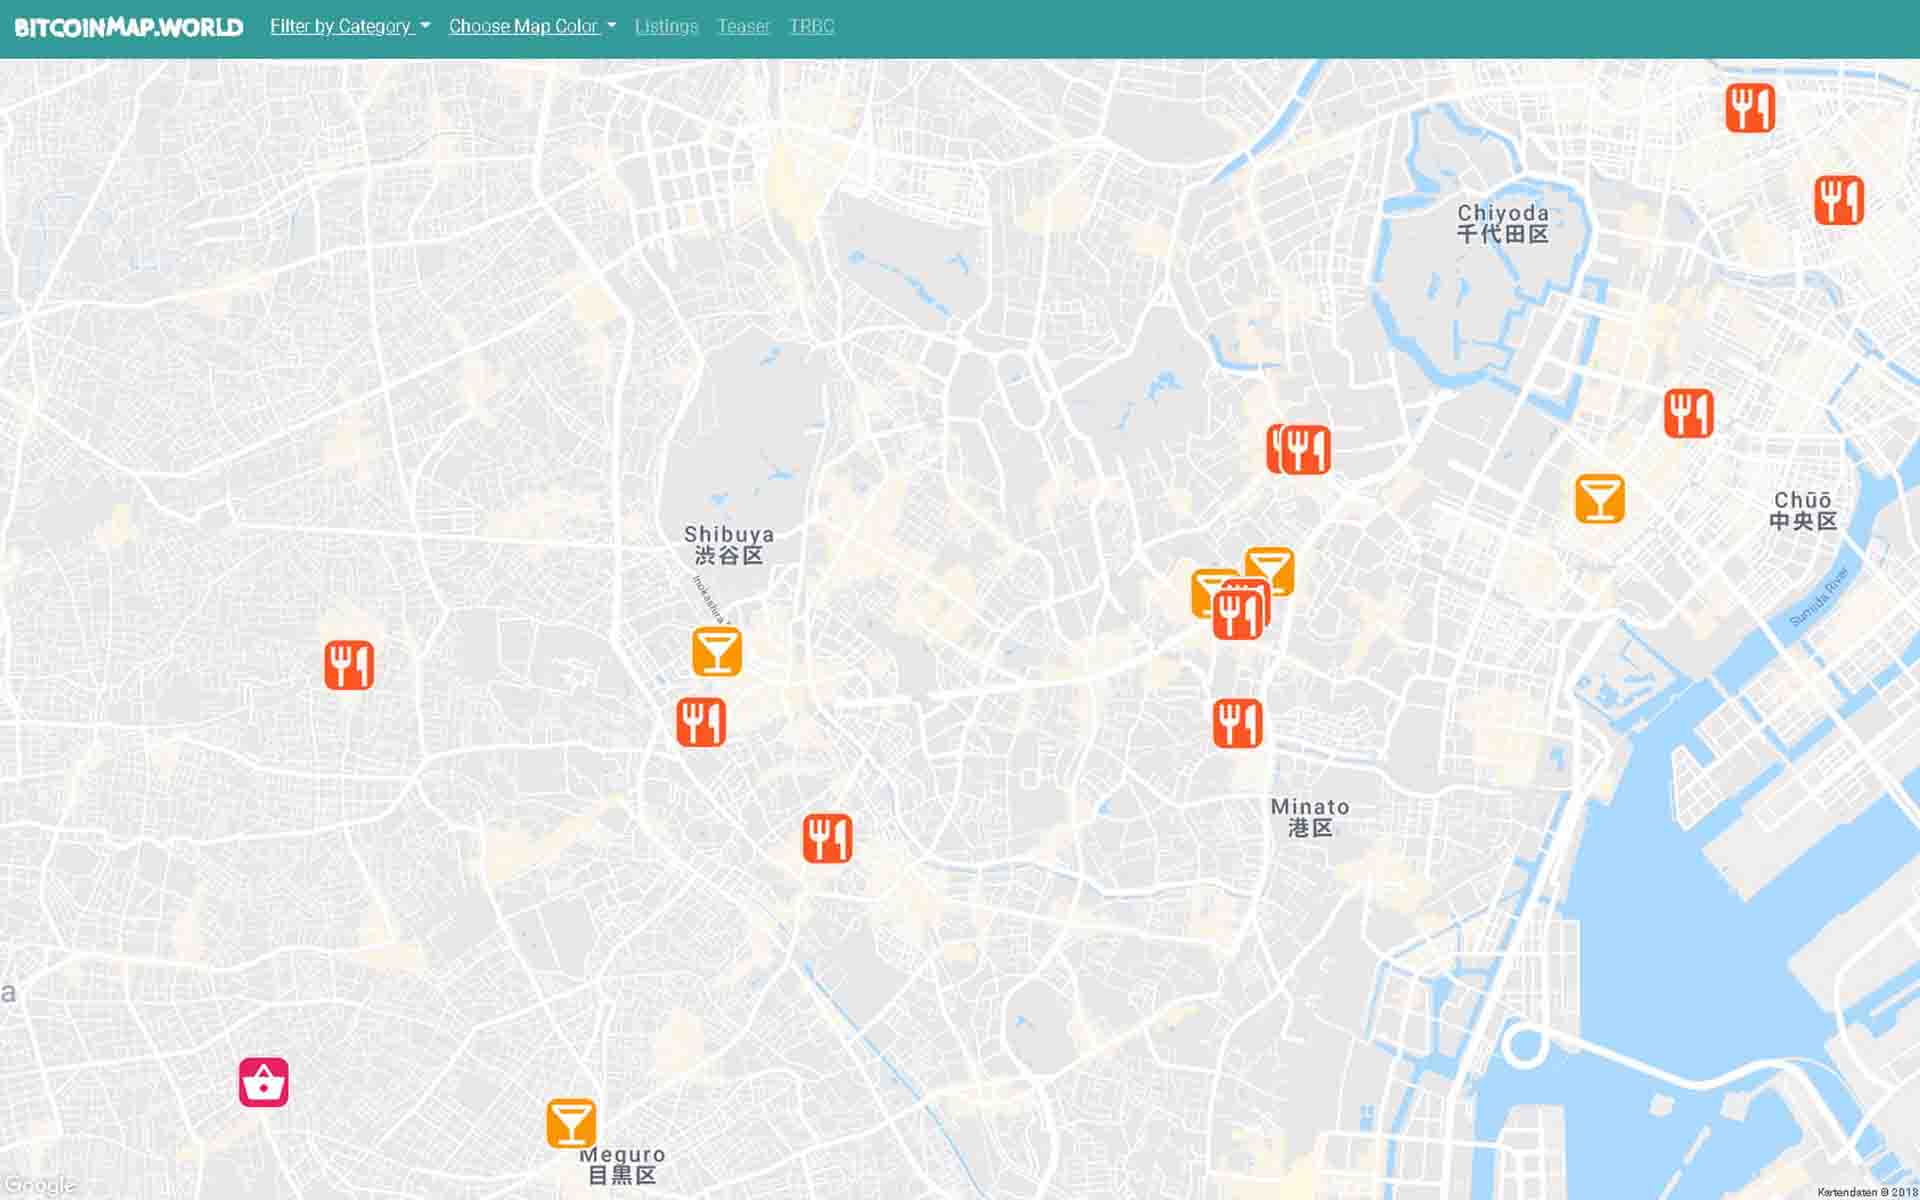 BITCOINMAP.WORLD Filter by Category Choose Map Color Listings Teaser TRBC
Chiyoda
千代田区
Chūō
中央区
Shibuya
渋谷区
Inokashira
Sumida River
Minato
港区
a
Meguro
目黒区
Google
Kartendaten © 2018